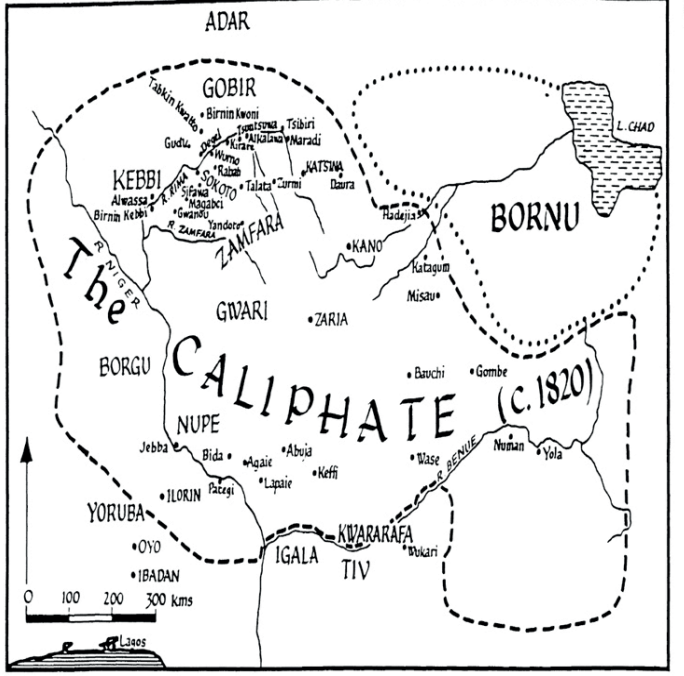 ADAR
GOBIR
Tabkin Kwatto
Birnin Kwoni
Tsuntsuwa
Tsibiri
Degel
Alkalawa
Maradi
Gudu
Kirare
Wurno
Rabah
KATSINA
KEBBI
R. RIMA
SOKOTO
Talata
Zurmi
Daura
Sifawa
Alwassa
Magabci
Birnin Kebbi
Gwandu
Yandoto
R. ZAMFARA
ZAMFARA
Hadejia
L. CHAD
BORNU
KANO
Katagum
Misau
R. NIGER
The
CALIPHATE
(C. 1820)
GWARI
ZARIA
BORGU
Bauchi
Gombe
NUPE
Jebba
Bida
Agaie
Abuja
Keffi
Lapaie
Pategi
Wase
R. BENUE
Numan
Yola
ILORIN
YORUBA
OYO
IBADAN
IGALA
KWARARAFA
Wukari
TIV
0 100 200 300 kms
Lagos